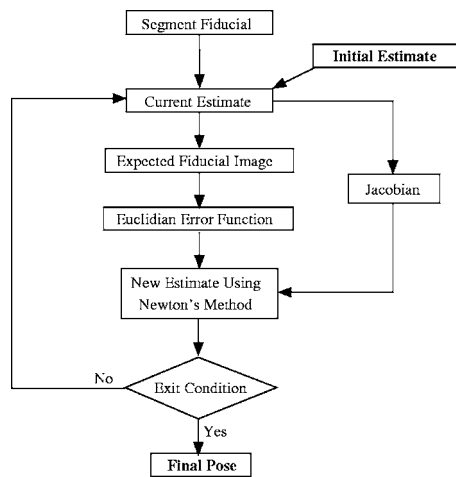 Segment Fiducial
Initial Estimate
Current Estimate
Expected Fiducial Image
Jacobian
Euclidian Error Function
New Estimate Using
Newton's Method
No
Exit Condition
Yes
Final Pose